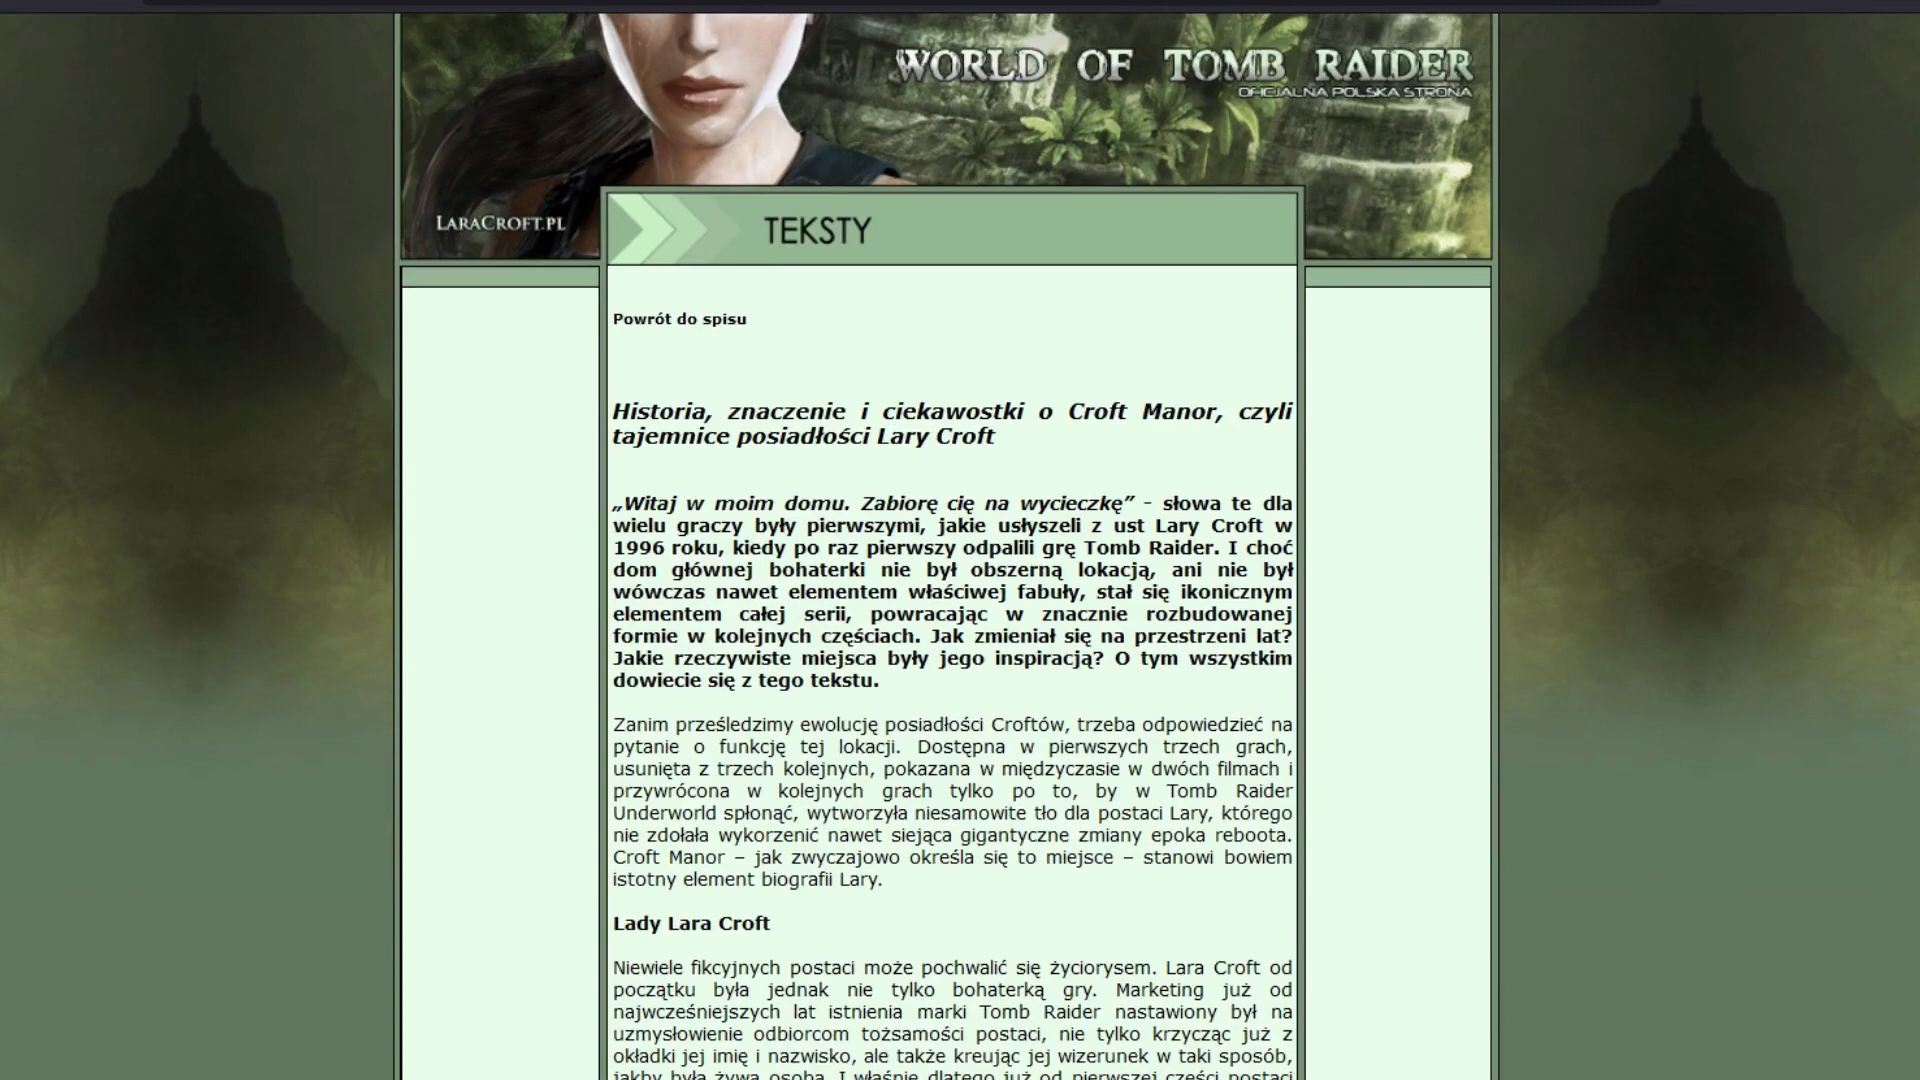 WORLD OF TOMB RAIDER
OFICJALNA POLSKA STRONA
LARACROFT.PL
TEKSTY
Powrót do spisu
Historia, znaczenie i ciekawostki o Croft Manor, czyli
tajemnice posiadłości Lary Croft
„Witaj w moim domu. Zabiorę cię na wycieczkę” - słowa te dla
wielu graczy były pierwszymi, jakie usłyszeli z ust Lary Croft w
1996 roku, kiedy po raz pierwszy odpalili grę Tomb Raider. I choć
dom głównej bohaterki nie był obszerną lokacją, ani nie był
wówczas nawet elementem właściwej fabuły, stał się ikonicznym
elementem całej serii, powracając w znacznie rozbudowanej
formie w kolejnych częściach. Jak zmieniał się na przestrzeni lat?
Jakie rzeczywiste miejsca były jego inspiracją? O tym wszystkim
dowiecie się z tego tekstu.
Zanim prześledzimy ewolucję posiadłości Croftów, trzeba odpowiedzieć na
pytanie o funkcję tej lokacji. Dostępna w pierwszych trzech grach,
usunięta z trzech kolejnych, pokazana w międzyczasie w dwóch filmach i
przywrócona w kolejnych grach tylko po to, by w Tomb Raider
Underworld spłonąć, wytworzyła niesamowite tło dla postaci Lary, którego
nie zdołała wykorzenić nawet siejąca gigantyczne zmiany epoka reboota.
Croft Manor – jak zwyczajowo określa się to miejsce – stanowi bowiem
istotny element biografii Lary.
Lady Lara Croft
Niewiele fikcyjnych postaci może pochwalić się życiorysem. Lara Croft od
początku była jednak nie tylko bohaterką gry. Marketing już od
najwcześniejszych lat istnienia marki Tomb Raider nastawiony był na
uzmysłowienie odbiorcom tożsamości postaci, nie tylko krzycząc już z
okładki jej imię i nazwisko, ale także kreując jej wizerunek w taki sposób,
jakby była żywą osobą. I właśnie dlatego już od pierwszej części postaci